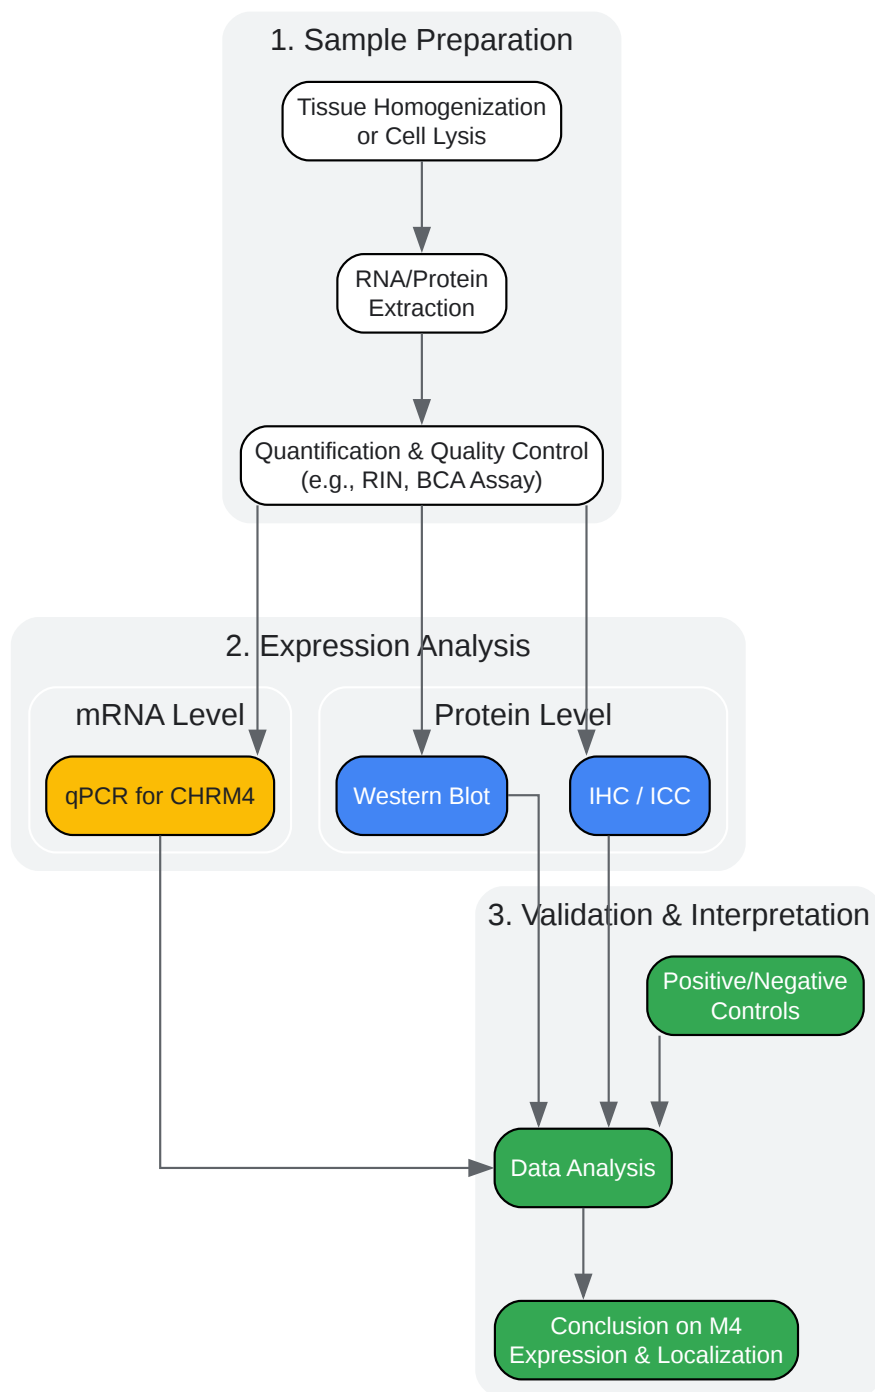 1. Sample Preparation
Tissue Homogenization
or Cell Lysis
RNA/Protein
Extraction
Quantification & Quality Control
(e.g., RIN, BCA Assay)
2. Expression Analysis
mRNA Level
Protein Level
qPCR for CHRM4
Western Blot
IHC / ICC
3. Validation & Interpretation
Positive/Negative
Controls
Data Analysis
Conclusion on M4
Expression & Localization